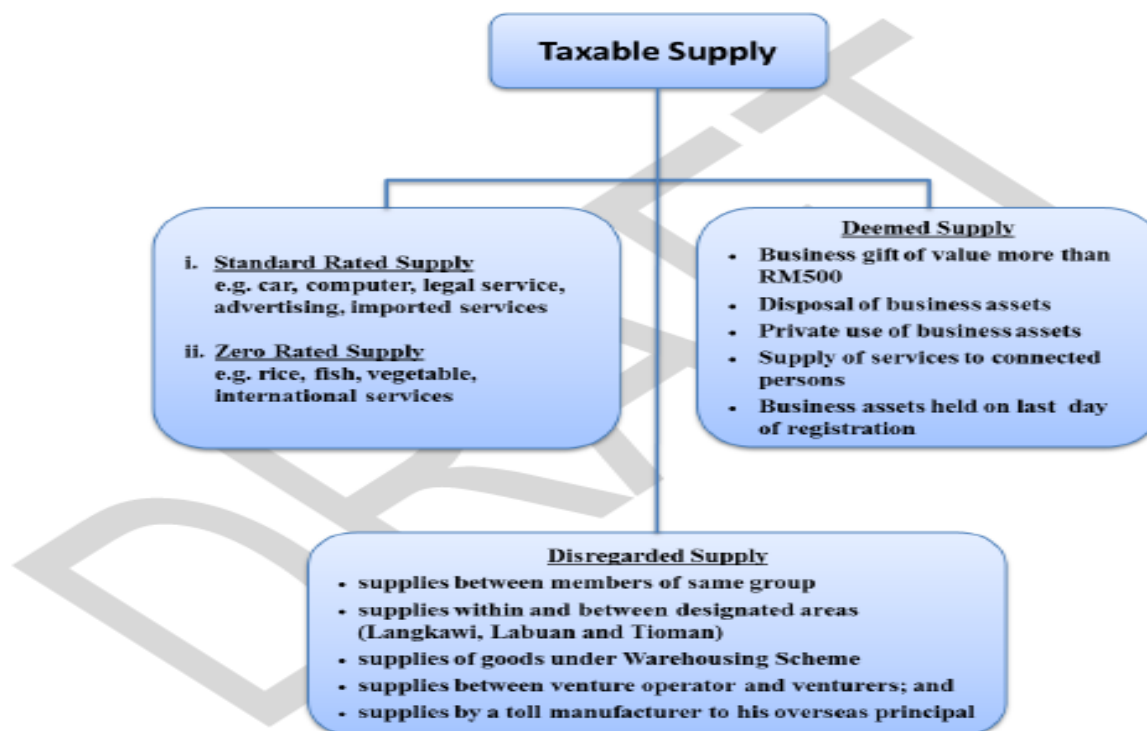 Taxable Supply
i. Standard Rated Supply
e.g. car, computer, legal service,
advertising, imported services
ii. Zero Rated Supply
e.g. rice, fish, vegetable,
international services
Deemed Supply
• Business gift of value more than
RM500
• Disposal of business assets
• Private use of business assets
• Supply of services to connected
persons
• Business assets held on last day
of registration
Disregarded Supply
• supplies between members of same group
• supplies within and between designated areas
(Langkawi, Labuan and Tioman)
• supplies of goods under Warehousing Scheme
• supplies between venture operator and venturers; and
• supplies by a toll manufacturer to his overseas principal
DRAFT